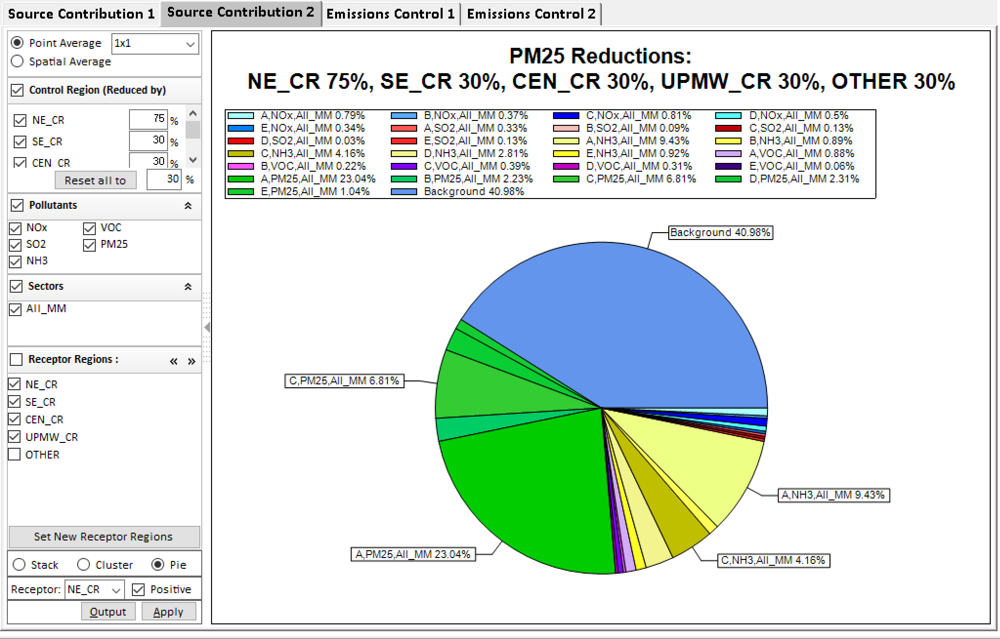 Source Contribution 1 Source Contribution 2 Emissions Control 1 Emissions Control 2
Point Average 1x1
Spatial Average
Control Region (Reduced by)
NE_CR 75 %
SE_CR 30 %
CEN_CR 30 %
Reset all to 30 %
Pollutants
NOx VOC
SO2 PM25
NH3
Sectors
All_MM
Receptor Regions : « »
NE_CR
SE_CR
CEN_CR
UPMW_CR
OTHER
Set New Receptor Regions
Stack Cluster Pie
Receptor: NE_CR Positive
Output Apply
PM25 Reductions:
NE_CR 75%, SE_CR 30%, CEN_CR 30%, UPMW_CR 30%, OTHER 30%
A,NOx,All_MM 0.79% B,NOx,All_MM 0.37% C,NOx,All_MM 0.81% D,NOx,All_MM 0.5%
E,NOx,All_MM 0.34% A,SO2,All_MM 0.33% B,SO2,All_MM 0.09% C,SO2,All_MM 0.13%
D,SO2,All_MM 0.03% E,SO2,All_MM 0.13% A,NH3,All_MM 9.43% B,NH3,All_MM 0.89%
C,NH3,All_MM 4.16% D,NH3,All_MM 2.81% E,NH3,All_MM 0.92% A,VOC,All_MM 0.88%
B,VOC,All_MM 0.22% C,VOC,All_MM 0.39% D,VOC,All_MM 0.31% E,VOC,All_MM 0.06%
A,PM25,All_MM 23.04% B,PM25,All_MM 2.23% C,PM25,All_MM 6.81% D,PM25,All_MM 2.31%
E,PM25,All_MM 1.04% Background 40.98%
Background 40.98%
C,PM25,All_MM 6.81%
A,NH3,All_MM 9.43%
A,PM25,All_MM 23.04%
C,NH3,All_MM 4.16%